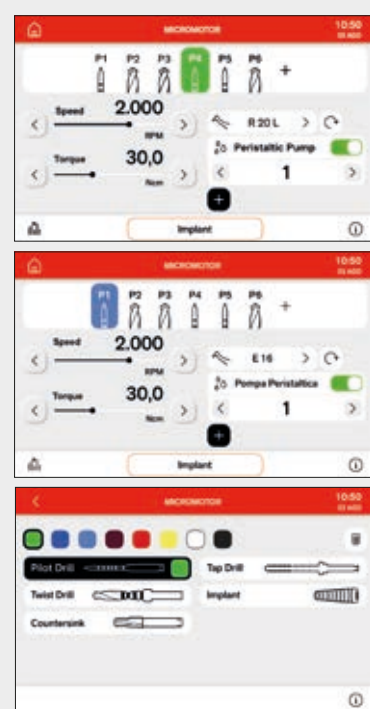 MICROMOTOR
10:50
P1 P2 P3 P4 P5 P6
+
Speed 2.000
RPM
R 20 L
Peristaltic Pump
Torque 30,0
Ncm
1
+
Implant
MICROMOTOR
10:50
P1 P2 P3 P4 P5 P6
+
Speed 2.000
RPM
E 16
Pompa Peristaltica
Torque 30,0
Ncm
1
+
Implant
MICROMOTOR
10:50
Pilot Drill
Tap Drill
Twist Drill
Implant
Countersink